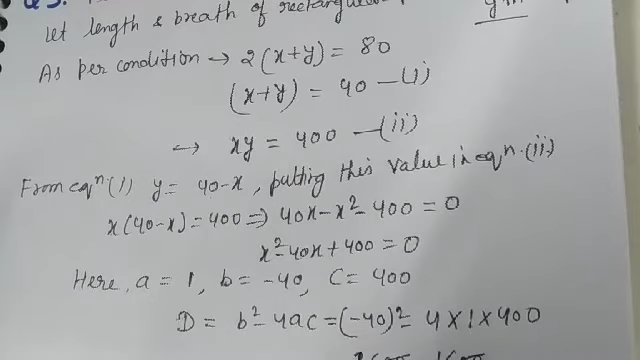 Q5.
Let length & breath of rectangular
As per condition → 2(x+y) = 80
(x+y) = 40 —(i)
→ xy = 400 —(ii)
From eqⁿ (i) y = 40-x, putting this value in eqⁿ.(ii)
x(40-x) = 400 ⇒ 40x - x² - 400 = 0
x² - 40x + 400 = 0
Here, a = 1, b = -40, C = 400
D = b² - 4ac = (-40)² - 4 X 1 X 400